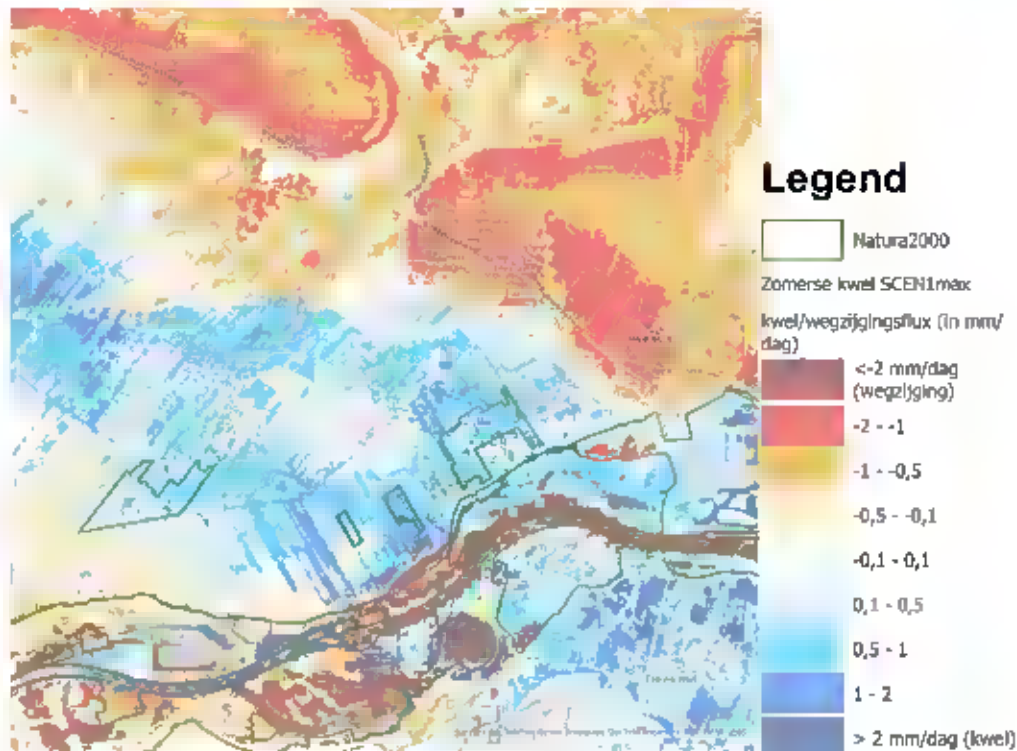 Legend
Natura2000
Zomerse kwel SCEN1max
kwel/wegzijgingsflux (in mm/
dag)
<-2 mm/dag
(wegzijging)
-2 - -1
-1 - -0,5
-0,5 - -0,1
-0,1 - 0,1
0,1 - 0,5
0,5 - 1
1 - 2
> 2 mm/dag (kwel)